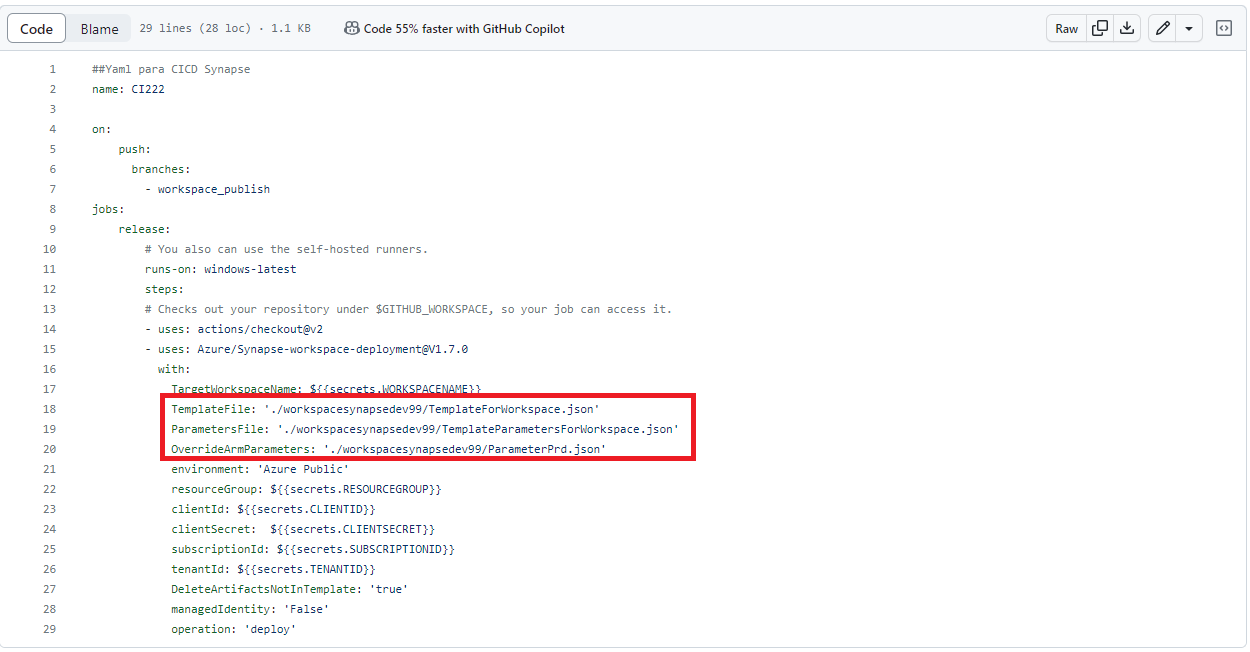 Code Blame 29 lines (28 loc) · 1.1 KB Code 55% faster with GitHub Copilot Raw
1 ##Yaml para CICD Synapse
2 name: CI222
3
4 on:
5 push:
6 branches:
7 - workspace_publish
8 jobs:
9 release:
10 # You also can use the self-hosted runners.
11 runs-on: windows-latest
12 steps:
13 # Checks out your repository under $GITHUB_WORKSPACE, so your job can access it.
14 - uses: actions/checkout@v2
15 - uses: Azure/Synapse-workspace-deployment@V1.7.0
16 with:
17 TargetWorkspaceName: ${{secrets.WORKSPACENAME}}
18 TemplateFile: './workspacesynapsedev99/TemplateForWorkspace.json'
19 ParametersFile: './workspacesynapsedev99/TemplateParametersForWorkspace.json'
20 OverrideArmParameters: './workspacesynapsedev99/ParameterPrd.json'
21 environment: 'Azure Public'
22 resourceGroup: ${{secrets.RESOURCEGROUP}}
23 clientId: ${{secrets.CLIENTID}}
24 clientSecret:  ${{secrets.CLIENTSECRET}}
25 subscriptionId: ${{secrets.SUBSCRIPTIONID}}
26 tenantId: ${{secrets.TENANTID}}
27 DeleteArtifactsNotInTemplate: 'true'
28 managedIdentity: 'False'
29 operation: 'deploy'